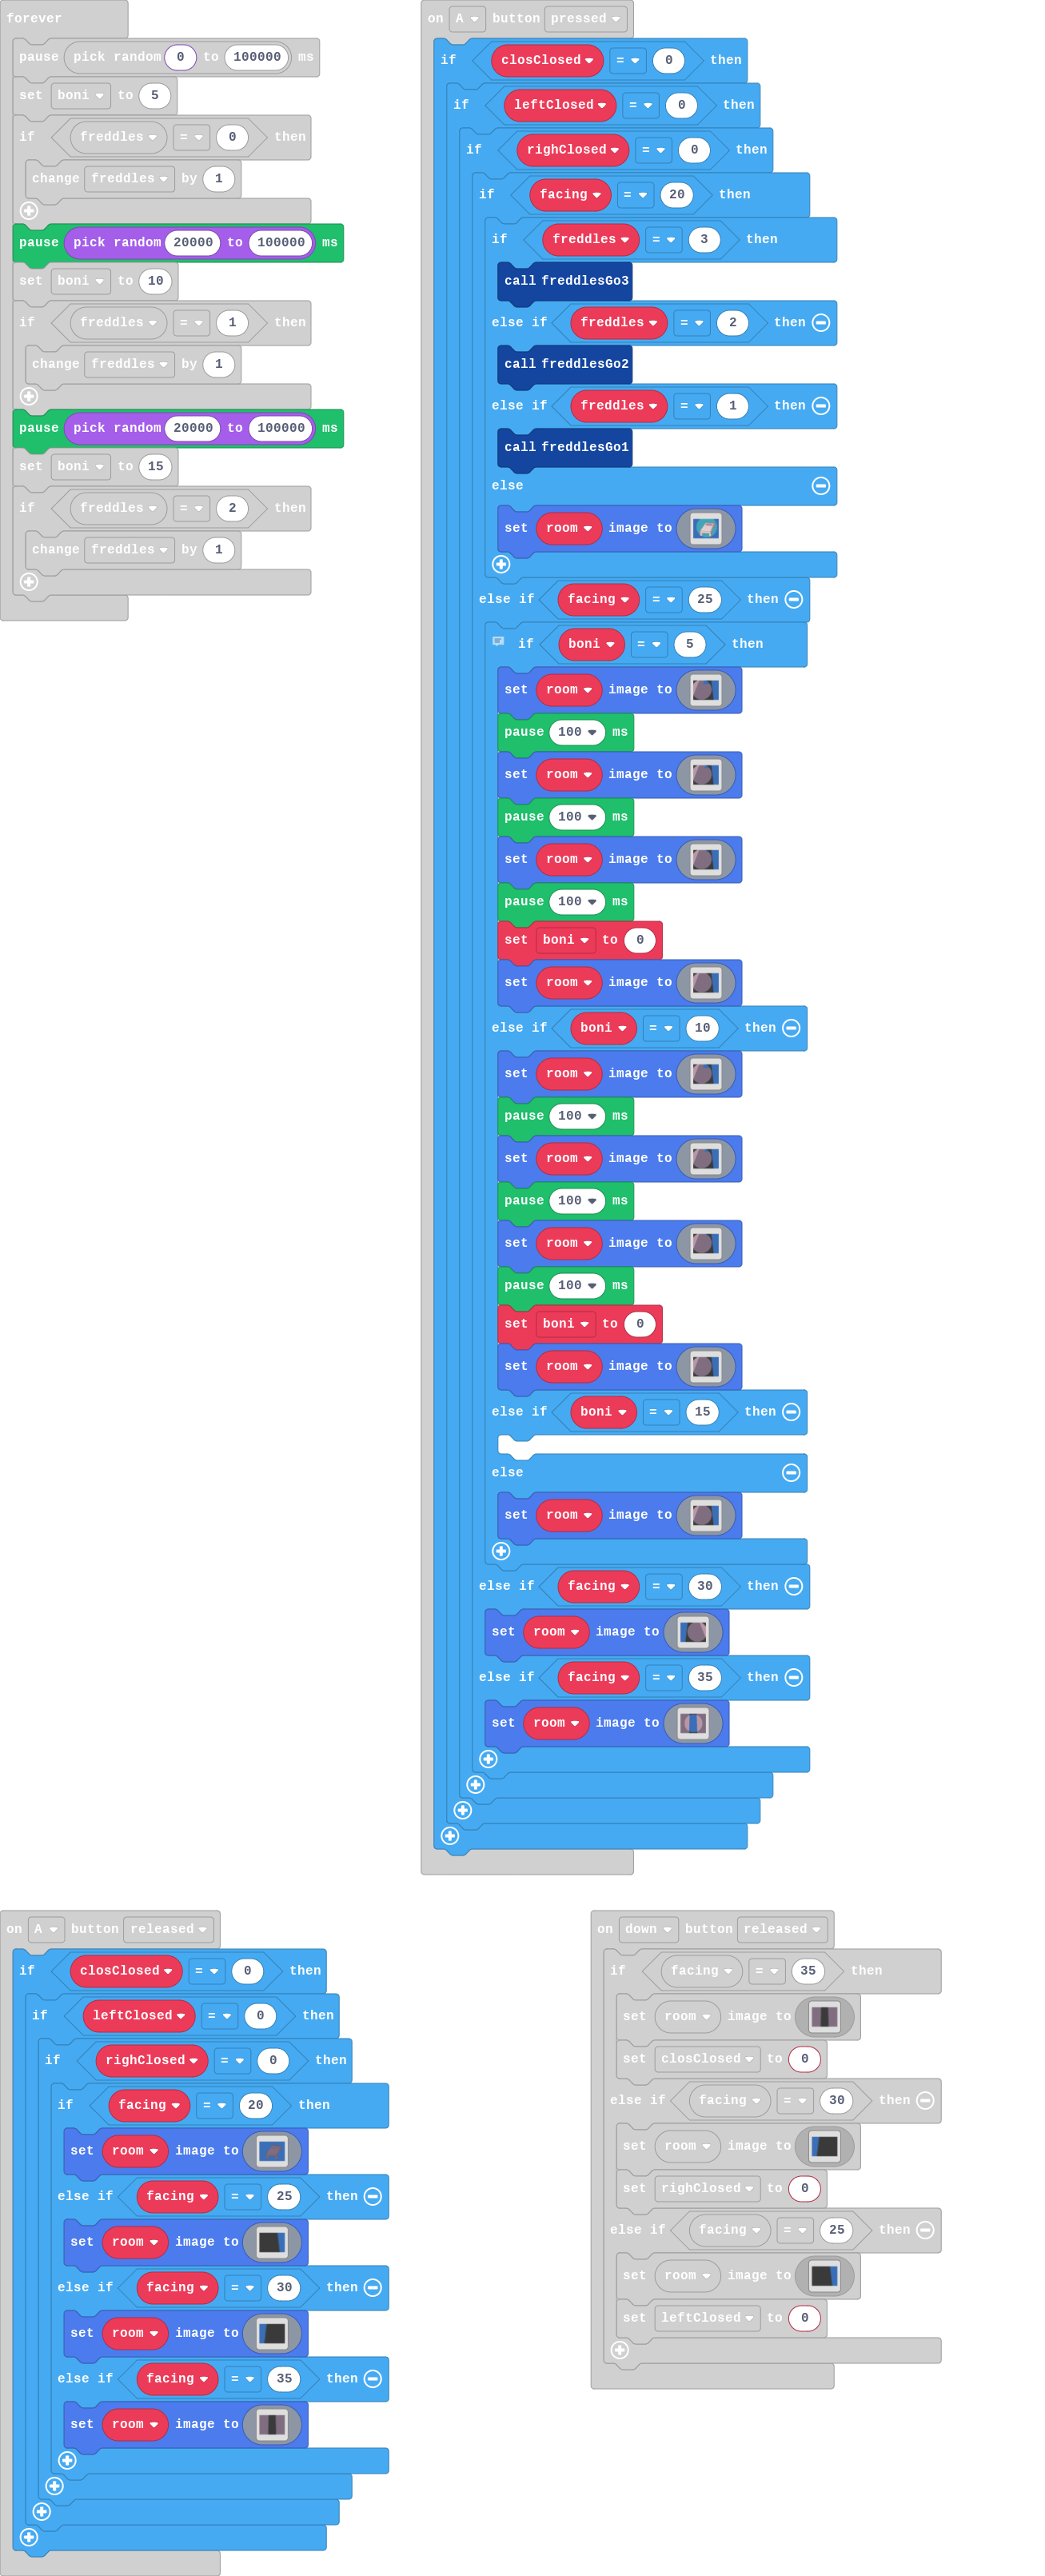 forever
pause pick random 0 to 100000 ms
set boni to 5
if freddles = 0 then
change freddles by 1
pause pick random 20000 to 100000 ms
set boni to 10
if freddles = 1 then
change freddles by 1
pause pick random 20000 to 100000 ms
set boni to 15
if freddles = 2 then
change freddles by 1
on A button pressed
if closClosed = 0 then
if leftClosed = 0 then
if righClosed = 0 then
if facing = 20 then
if freddles = 3 then
call freddlesGo3
else if freddles = 2 then
call freddlesGo2
else if freddles = 1 then
call freddlesGo1
else
set room image to
else if facing = 25 then
if boni = 5 then
set room image to
pause 100 ms
set room image to
pause 100 ms
set room image to
pause 100 ms
set boni to 0
set room image to
else if boni = 10 then
set room image to
pause 100 ms
set room image to
pause 100 ms
set room image to
pause 100 ms
set boni to 0
set room image to
else if boni = 15 then
else
set room image to
else if facing = 30 then
set room image to
else if facing = 35 then
set room image to
on A button released
if closClosed = 0 then
if leftClosed = 0 then
if righClosed = 0 then
if facing = 20 then
set room image to
else if facing = 25 then
set room image to
else if facing = 30 then
set room image to
else if facing = 35 then
set room image to
on down button released
if facing = 35 then
set room image to
set closClosed to 0
else if facing = 30 then
set room image to
set righClosed to 0
else if facing = 25 then
set room image to
set leftClosed to 0